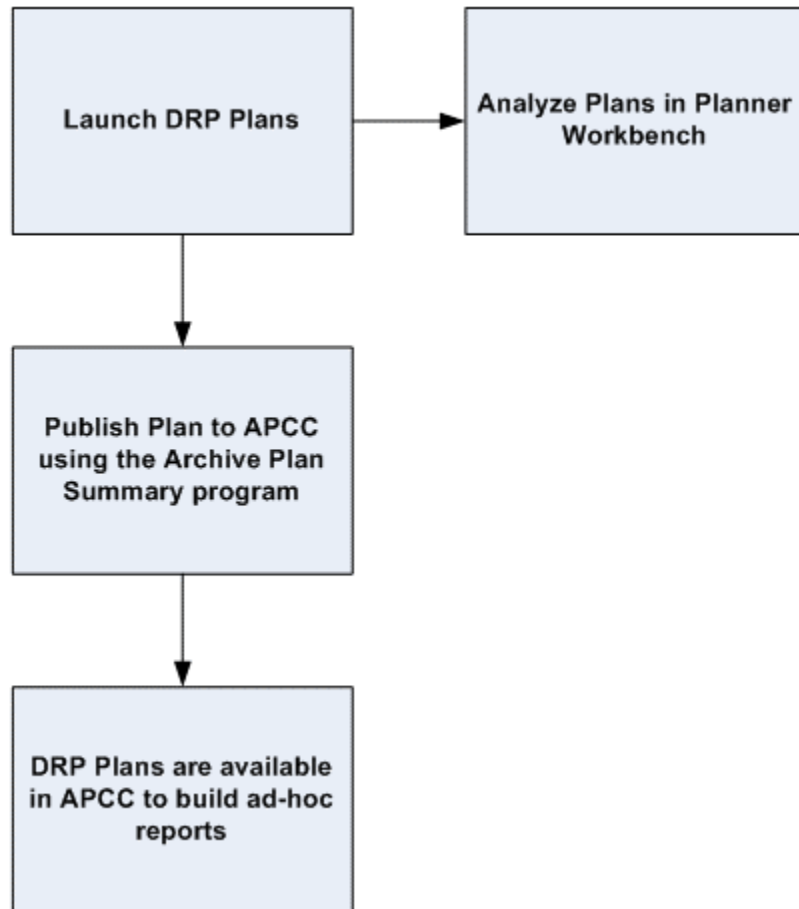 Launch DRP Plans
Analyze Plans in Planner
Workbench
Publish Plan to APCC
using the Archive Plan
Summary program
DRP Plans are available
in APCC to build ad-hoc
reports